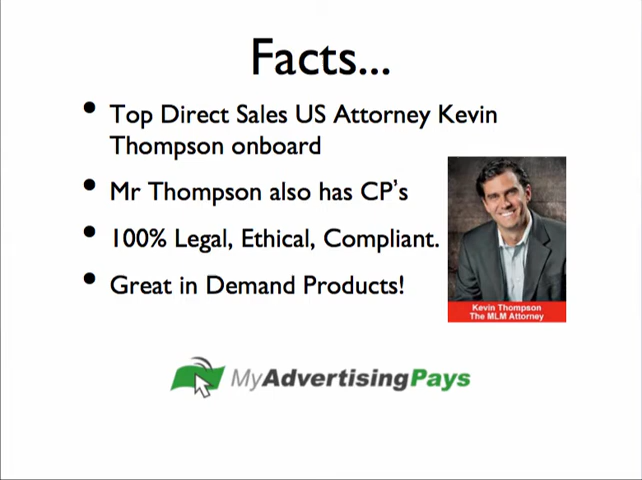 Facts...
• Top Direct Sales US Attorney Kevin
Thompson onboard
• Mr Thompson also has CP's
• 100% Legal, Ethical, Compliant.
• Great in Demand Products!
Kevin Thompson
The MLM Attorney
MyAdvertisingPays